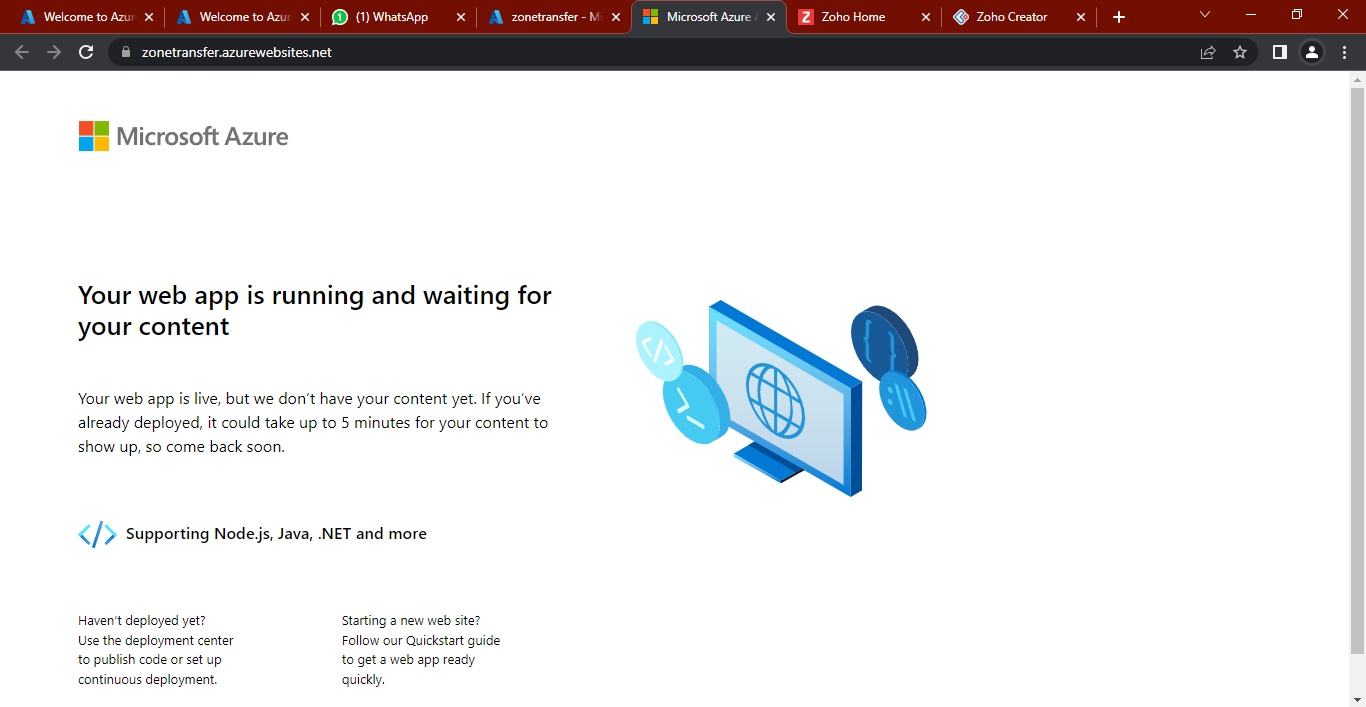 Welcome to Azur
Welcome to Azur
(1) WhatsApp
zonetransfer - Mi
Microsoft Azure
Zoho Home
Zoho Creator
zonetransfer.azurewebsites.net
Microsoft Azure
Your web app is running and waiting for
your content
Your web app is live, but we don't have your content yet. If you've
already deployed, it could take up to 5 minutes for your content to
show up, so come back soon.
Supporting Node.js, Java, .NET and more
Haven't deployed yet?
Use the deployment center
to publish code or set up
continuous deployment.
Starting a new web site?
Follow our Quickstart guide
to get a web app ready
quickly.